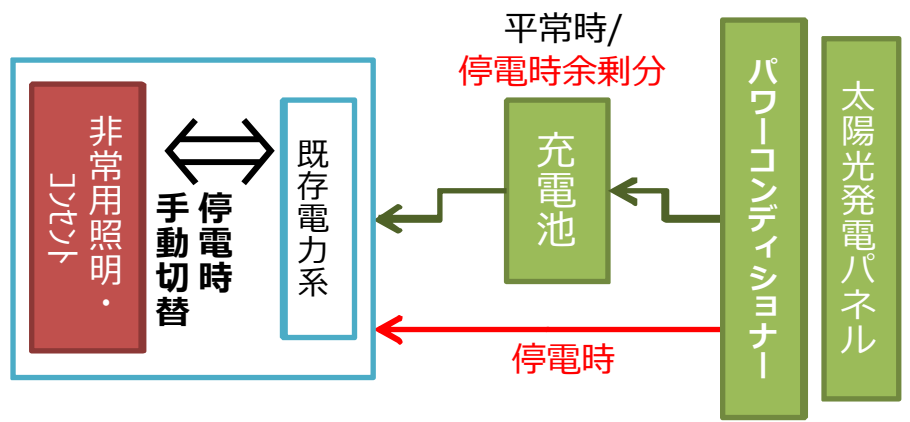 平常時/
停電時余剰分
非常用照明・
コンセント
停電時
手動切替
既存電力系
充電池
パワーコンディショナー
太陽光発電パネル
停電時